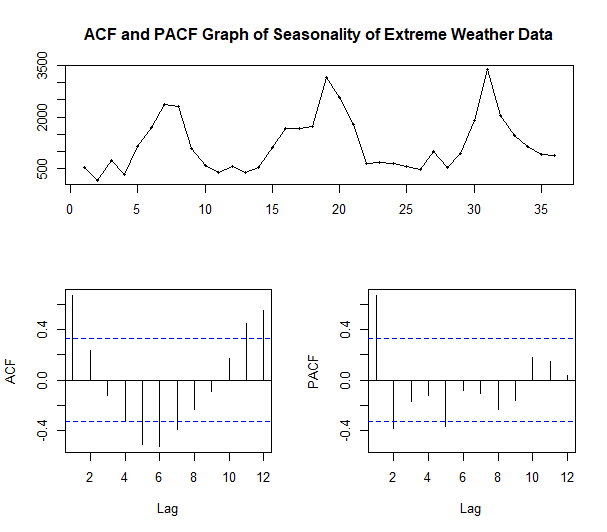 ACF and PACF Graph of Seasonality of Extreme Weather Data
3500
2000
500
0 5 10 15 20 25 30 35
ACF
0.4
0.0
-0.4
2 4 6 8 10 12
Lag
PACF
0.4
0.0
-0.4
2 4 6 8 10 12
Lag